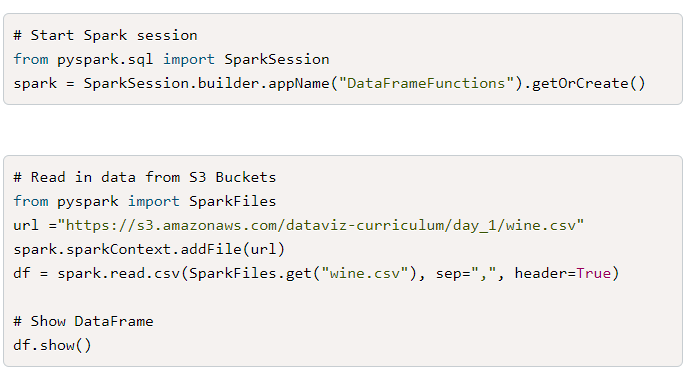 # Start Spark session
from pyspark.sql import SparkSession
spark = SparkSession.builder.appName("DataFrameFunctions").getOrCreate()
# Read in data from S3 Buckets
from pyspark import SparkFiles
url ="https://s3.amazonaws.com/dataviz-curriculum/day_1/wine.csv"
spark.sparkContext.addFile(url)
df = spark.read.csv(SparkFiles.get("wine.csv"), sep=",", header=True)
# Show DataFrame
df.show()